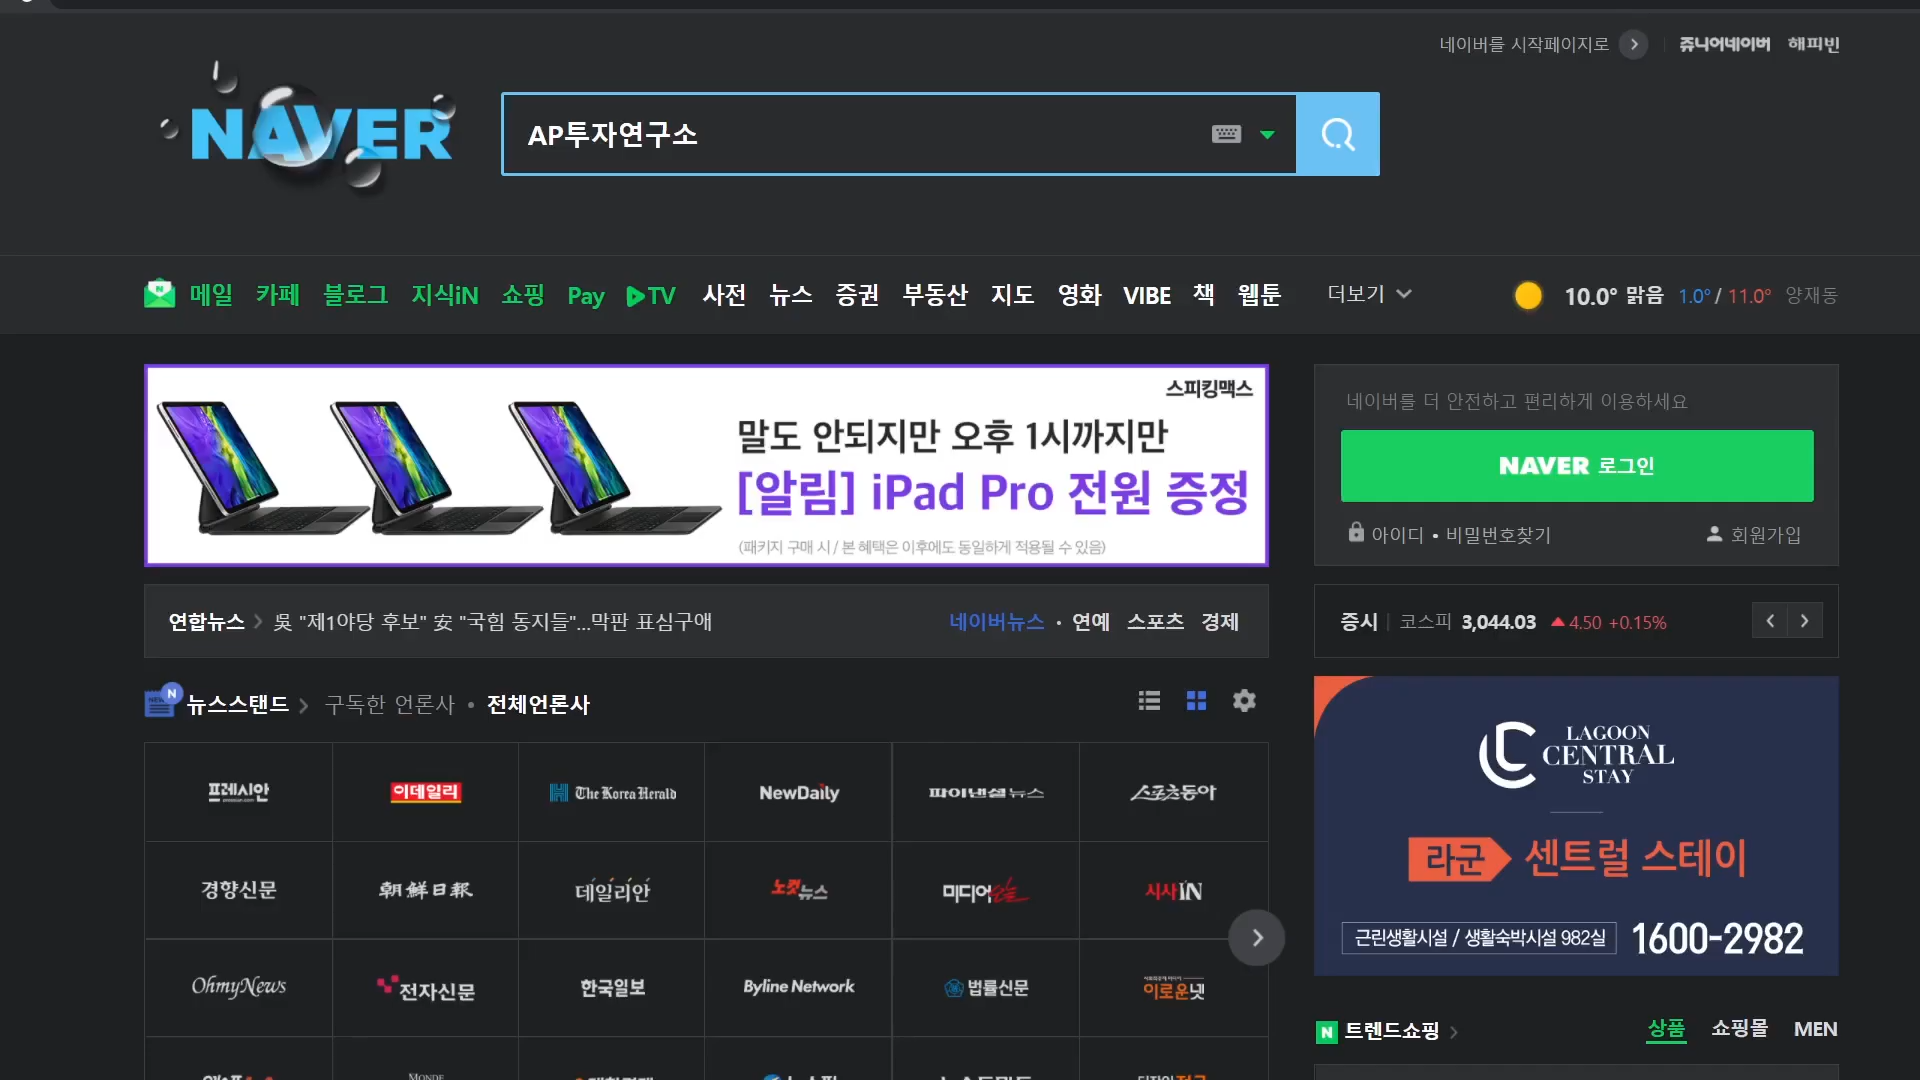 네이버를 시작페이지로
쥬니어네이버 해피빈
NAVER
AP투자연구소
메일 카페 블로그 지식iN 쇼핑 Pay TV 사전 뉴스 증권 부동산 지도 영화 VIBE 책 웹툰 더보기
10.0° 맑음 1.0° / 11.0° 양재동
스피킹맥스
말도 안되지만 오후 1시까지만
[알림] iPad Pro 전원 증정
(패키지 구매 시 / 본 혜택은 이후에도 동일하게 적용될 수 있음)
네이버를 더 안전하고 편리하게 이용하세요
NAVER 로그인
아이디 • 비밀번호찾기 회원가입
연합뉴스 > 吳 "제1야당 후보" 安 "국힘 동지들"...막판 표심구애
네이버뉴스 • 연예 스포츠 경제
증시 코스피 3,044.03 ▲ 4.50 +0.15%
N 뉴스스탠드 > 구독한 언론사 • 전체언론사
프레시안 이데일리 The Korea Herald NewDaily 파이낸셜뉴스 스포츠동아
경향신문 朝鮮日報 데일리안 노컷뉴스 미디어오늘 시사IN
OhmyNews 전자신문 한국일보 Byline Network 법률신문 이로운넷
MONDE
LAGOON
CENTRAL
STAY
라군 센트럴 스테이
근린생활시설 / 생활숙박시설 982실 1600-2982
N 트렌드쇼핑 > 상품 쇼핑몰 MEN